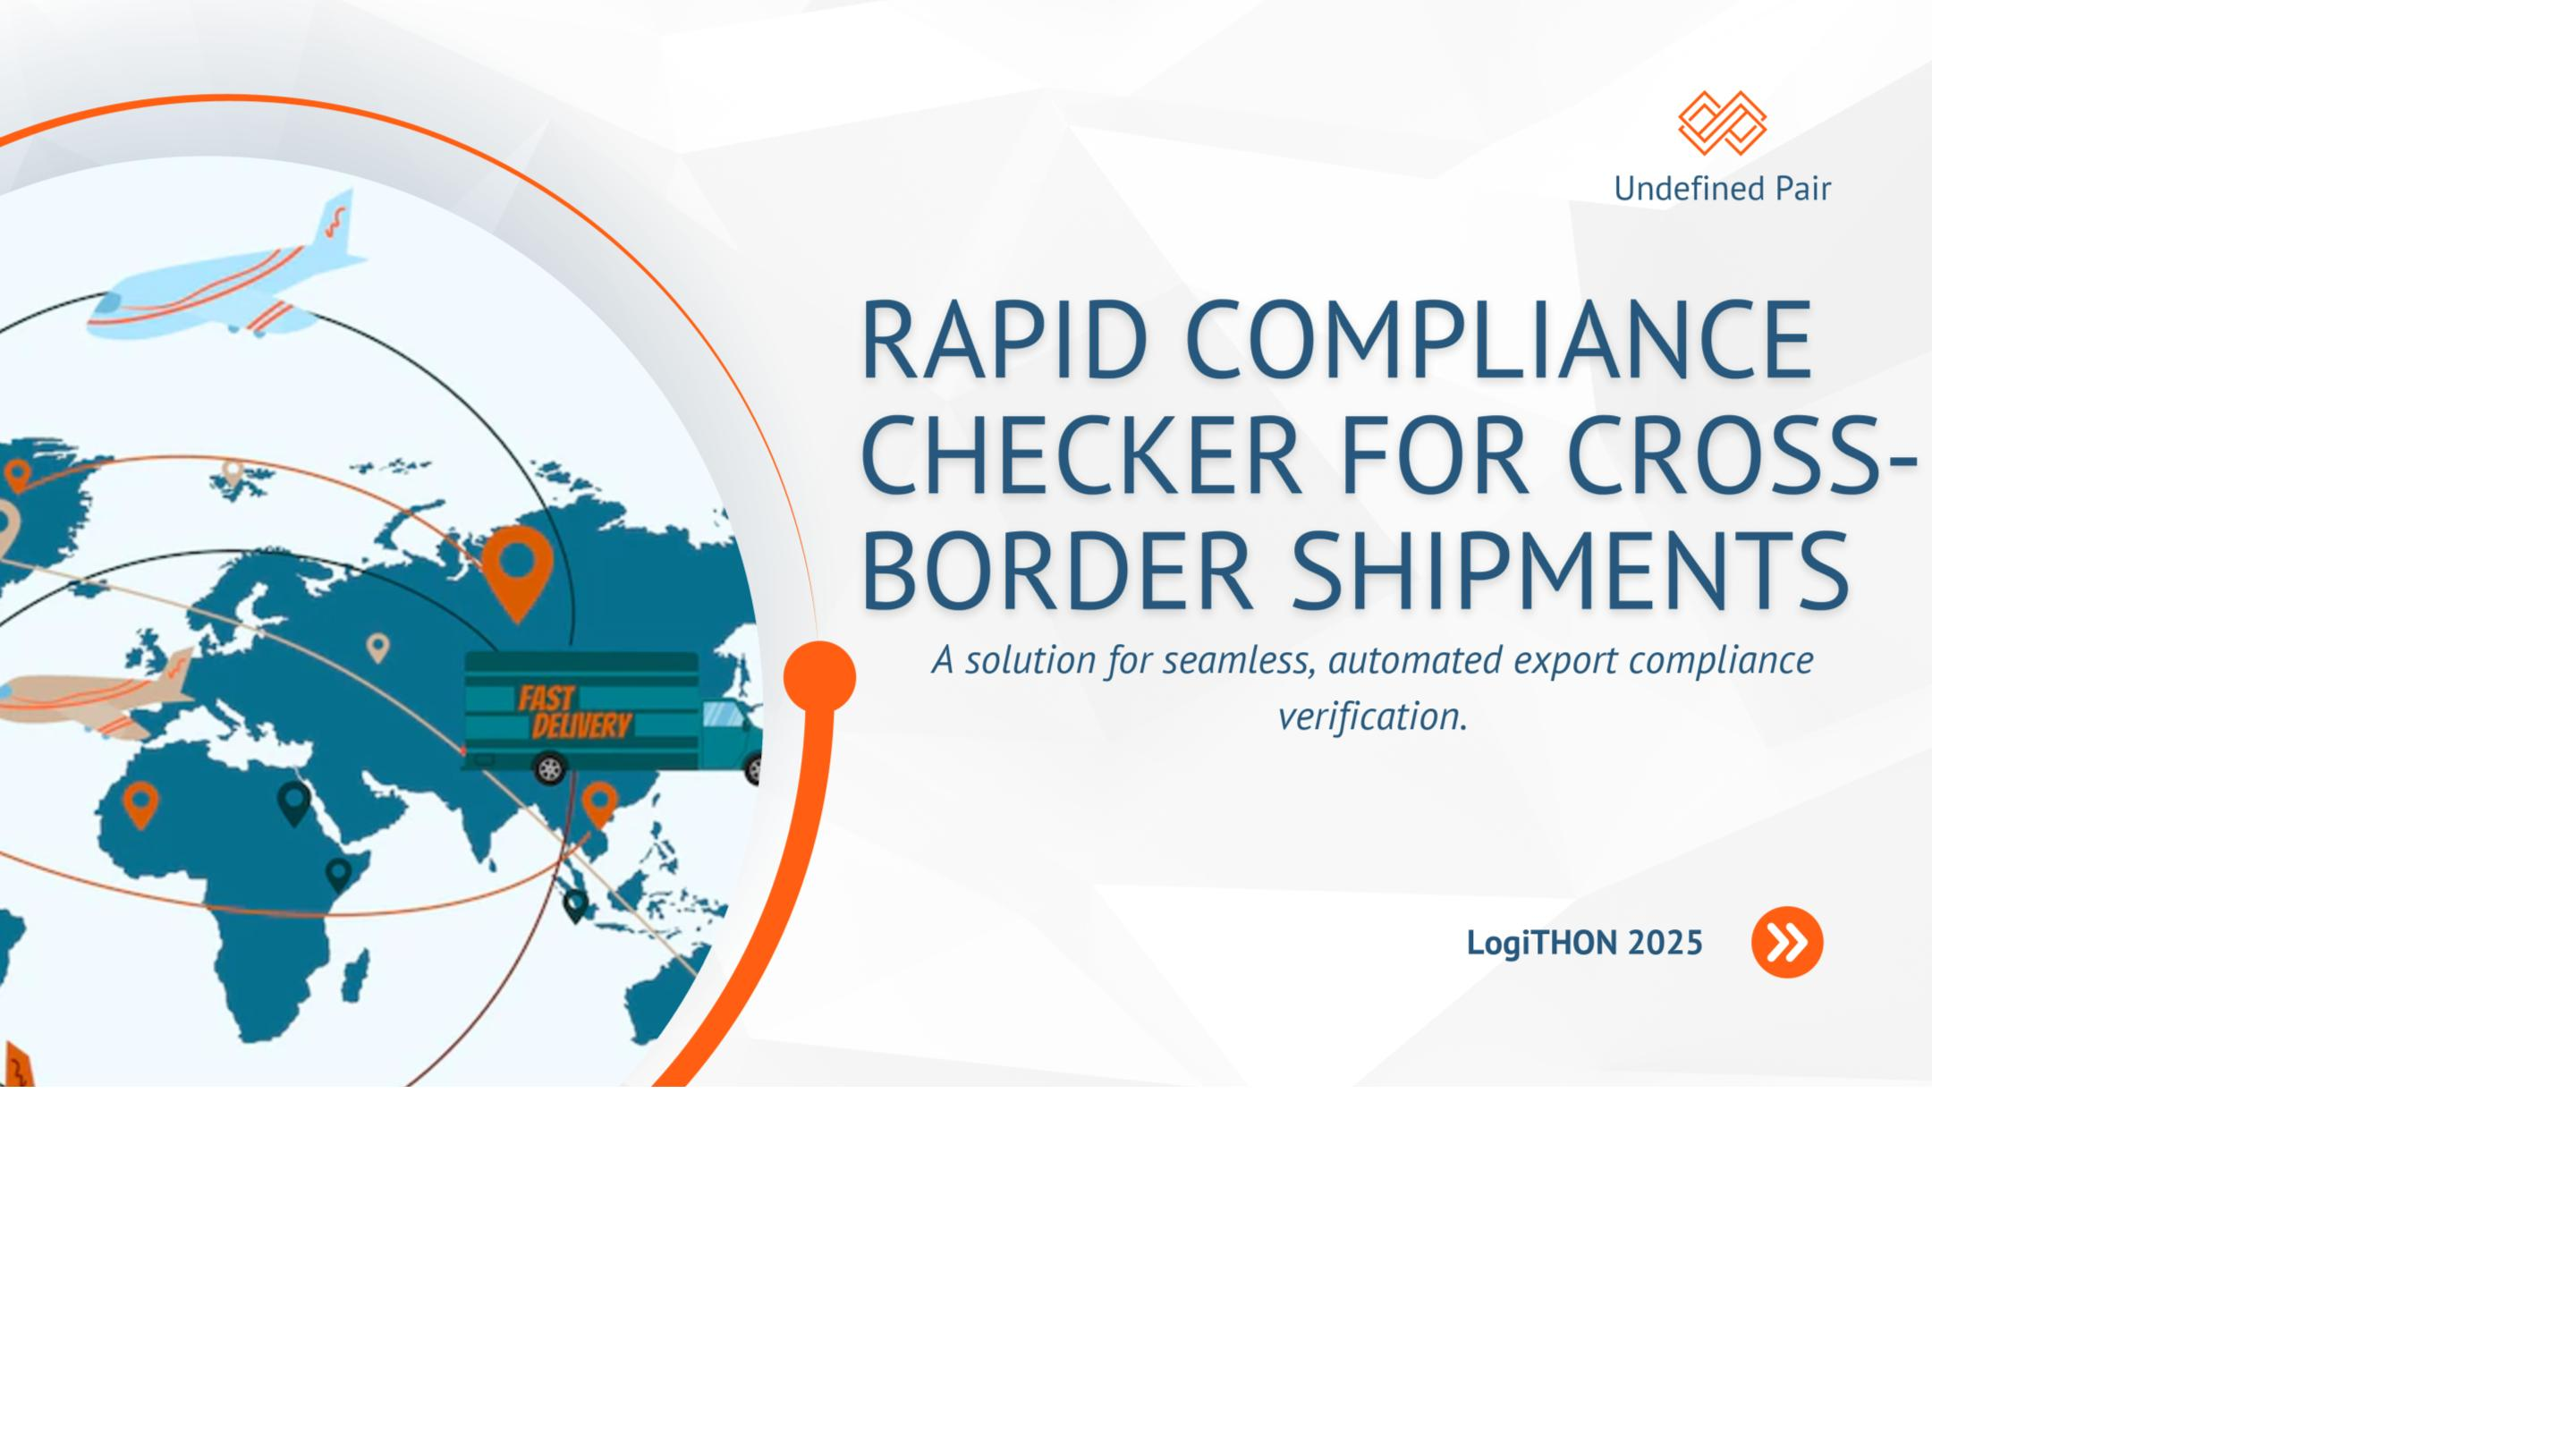 Undefined Pair
RAPID COMPLIANCE
CHECKER FOR CROSS-
BORDER SHIPMENTS
A solution for seamless, automated export compliance
verification.
FAST
DELIVERY
LogiTHON 2025